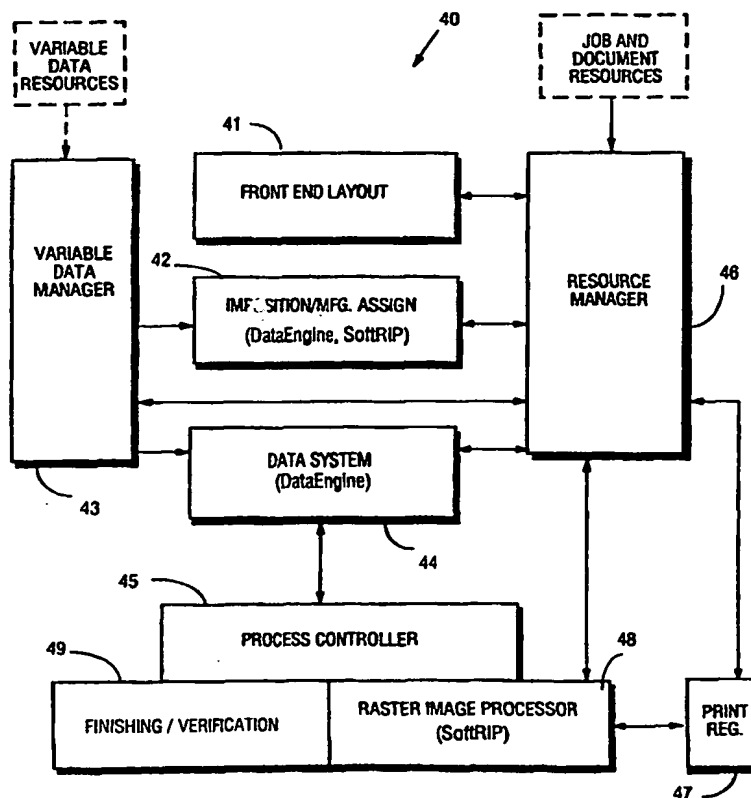 40
VARIABLE
DATA
RESOURCES
JOB AND
DOCUMENT
RESOURCES
41
FRONT END LAYOUT
VARIABLE
DATA
MANAGER
42
/MFG. ASSIGN
(DataEngine, SoftRIP)
RESOURCE
MANAGER
46
DATA SYSTEM
(DataEngine)
43
44
45
PROCESS CONTROLLER
49
48
FINISHING / VERIFICATION
RASTER IMAGE PROCESSOR
(SoftRIP)
PRINT
REG.
47